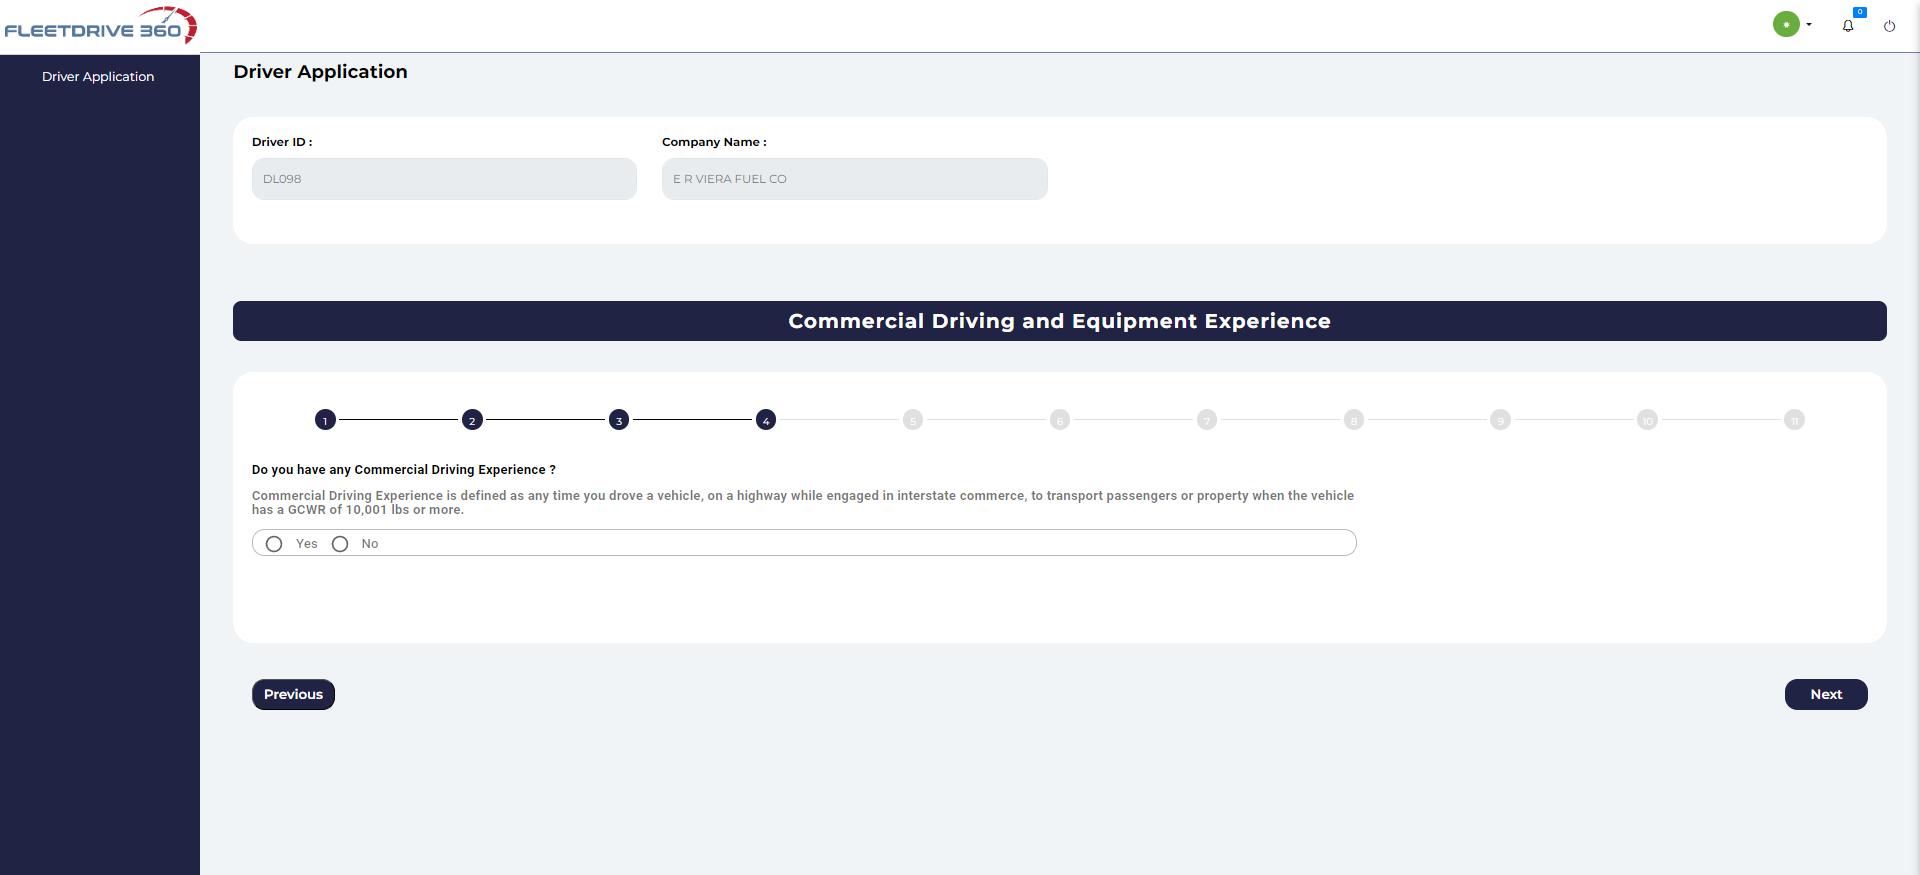 FLEETDRIVE 360
0
Driver Application
Driver Application
Driver ID :
Company Name :
DL098
E R VIERA FUEL CO
Commercial Driving and Equipment Experience
1 2 3 4 5 6 7 8 9 10 11
Do you have any Commercial Driving Experience ?
Commercial Driving Experience is defined as any time you drove a vehicle, on a highway while engaged in interstate commerce, to transport passengers or property when the vehicle
has a GCWR of 10,001 lbs or more.
Yes No
Previous
Next